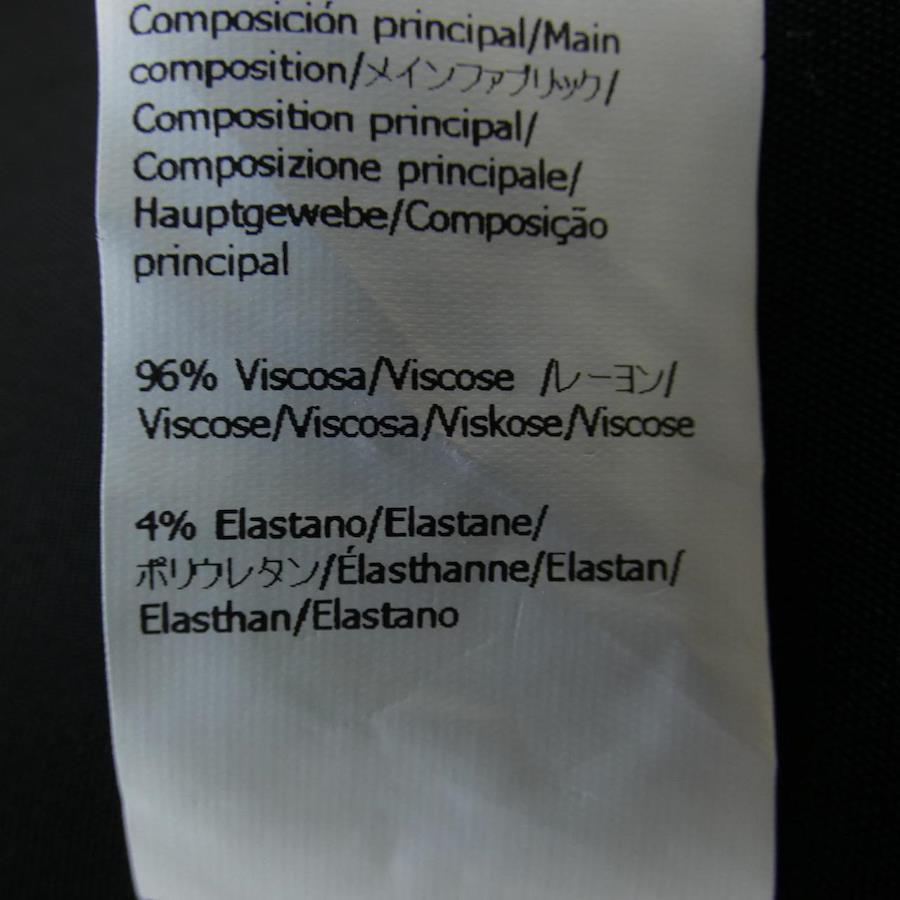 Composición principal/Main
composition/メインファブリック/
Composition principal/
Composizione principale/
Hauptgewebe/Composição
principal
96% Viscosa/Viscose /レーヨン/
Viscose/Viscosa/Viskose/Viscose
4% Elastano/Elastane/
ポリウレタン/Élasthanne/Elastan/
Elasthan/Elastano